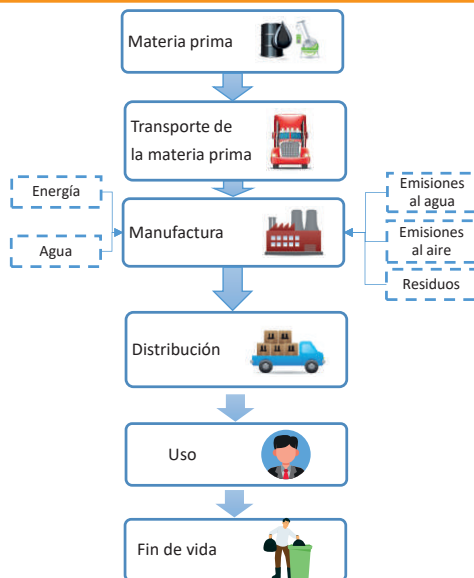 Materia prima
Transporte de
la materia prima
Energía
Agua
Manufactura
Emisiones
al agua
Emisiones
al aire
Residuos
Distribución
Uso
Fin de vida